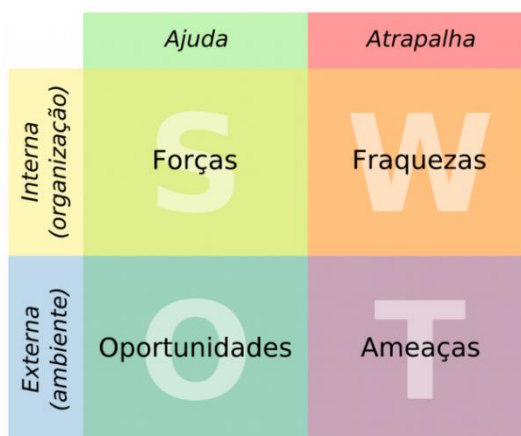 Ajuda
Atrapalha
Interna
(organização)
S
Forças
W
Fraquezas
Externa
(ambiente)
O
Oportunidades
T
Ameaças